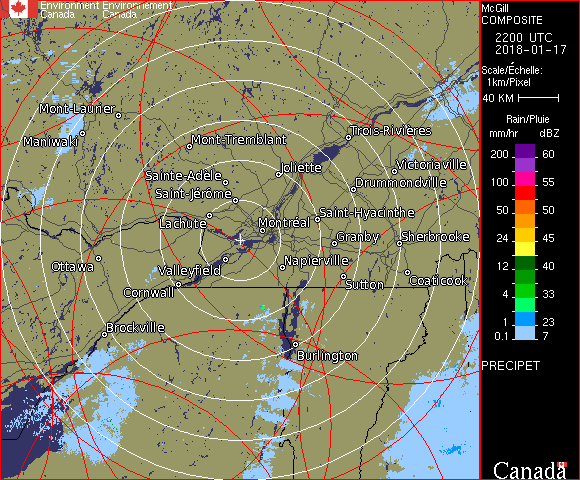 Environment Environnement
Canada Canada
McGill
COMPOSITE
2200 UTC
2018-01-17
Scale/Échelle:
1km/Pixel
40 KM
Rain/Pluie
mm/hr dBZ
200 60
150 57
100 55
50 50
24 45
12 40
4 33
1 23
0.1 7
PRECIPET
Canada
Mont-Laurier
Maniwaki
Mont-Tremblant
Trois-Rivières
Sainte-Adèle
Joliette
Victoriaville
Saint-Jérôme
Drummondville
Lachute
Montréal
Saint-Hyacinthe
Granby
Sherbrooke
Ottawa
Valleyfield
Napierville
Cornwall
Sutton
Coaticook
Brockville
Burlington